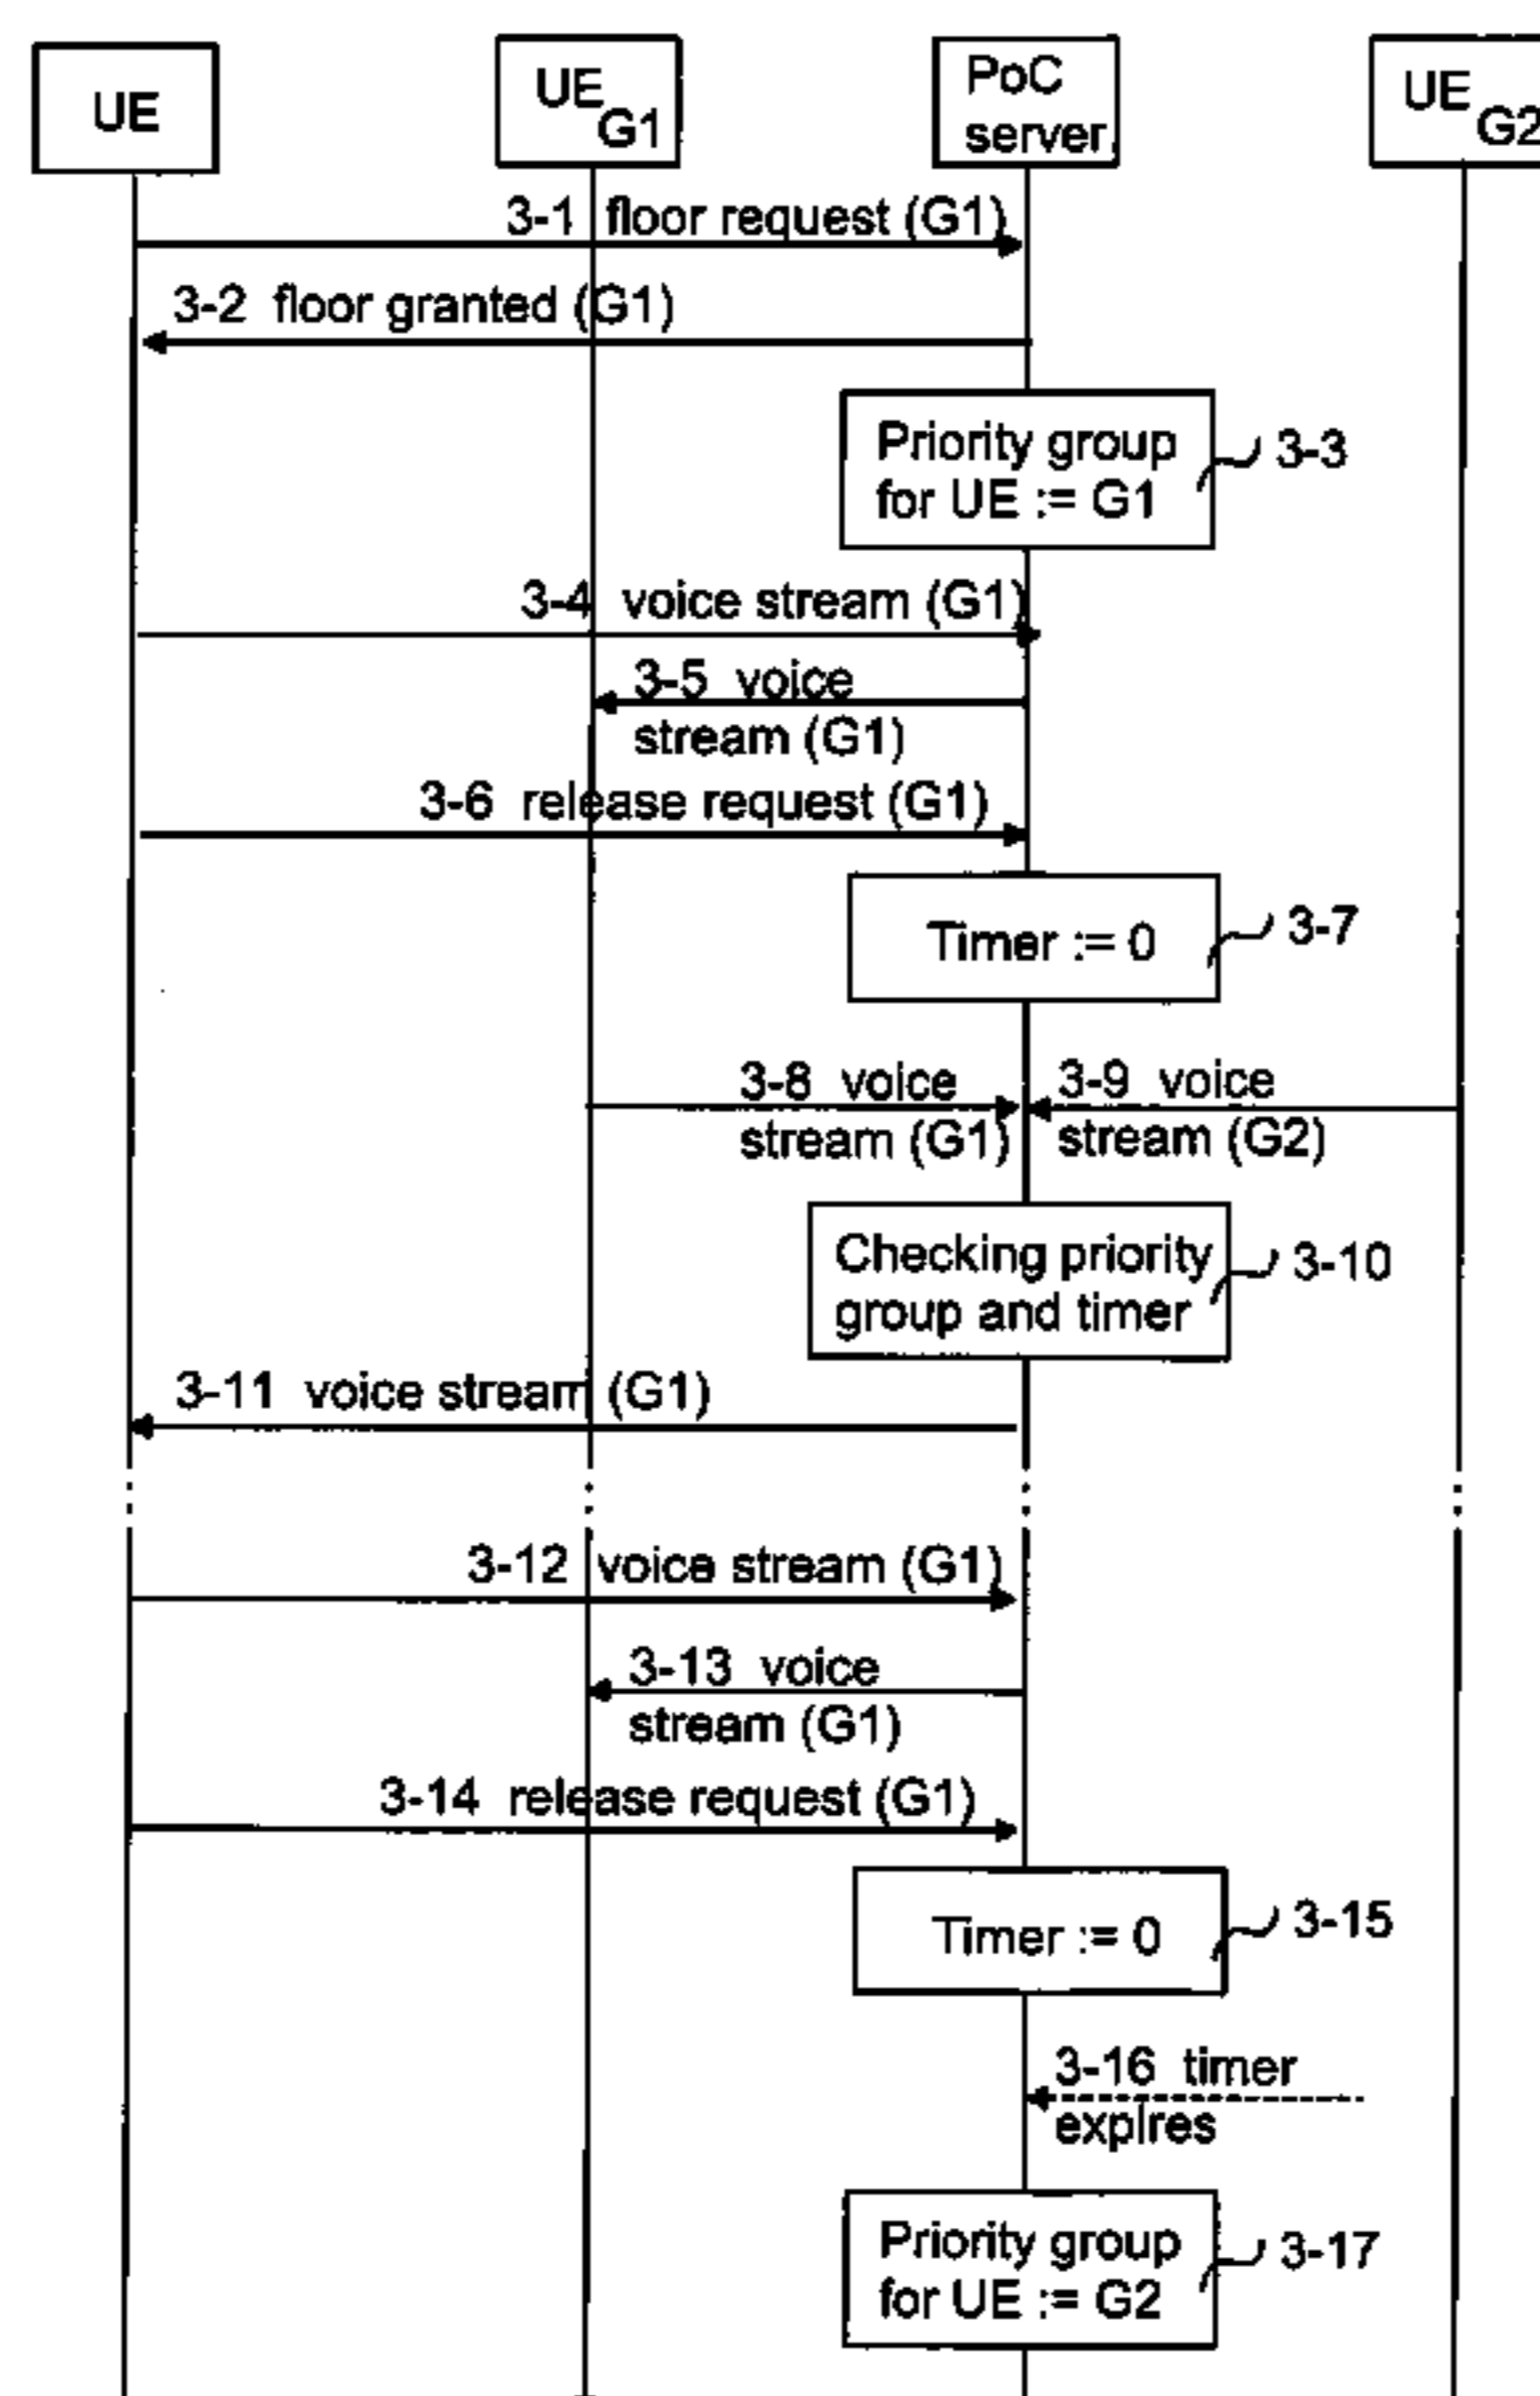 UE
UE G1
PoC
server
UE G2
3-1 floor request (G1)
3-2 floor granted (G1)
Priority group
for UE := G1
3-3
3-4 voice stream (G1)
3-5 voice
stream (G1)
3-6 release request (G1)
Timer := 0
3-7
3-8 voice
stream (G1)
3-9 voice
stream (G2)
Checking priority
group and timer
3-10
3-11 voice stream (G1)
3-12 voice stream (G1)
3-13 voice
stream (G1)
3-14 release request (G1)
Timer := 0
3-15
3-16 timer
expires
Priority group
for UE := G2
3-17